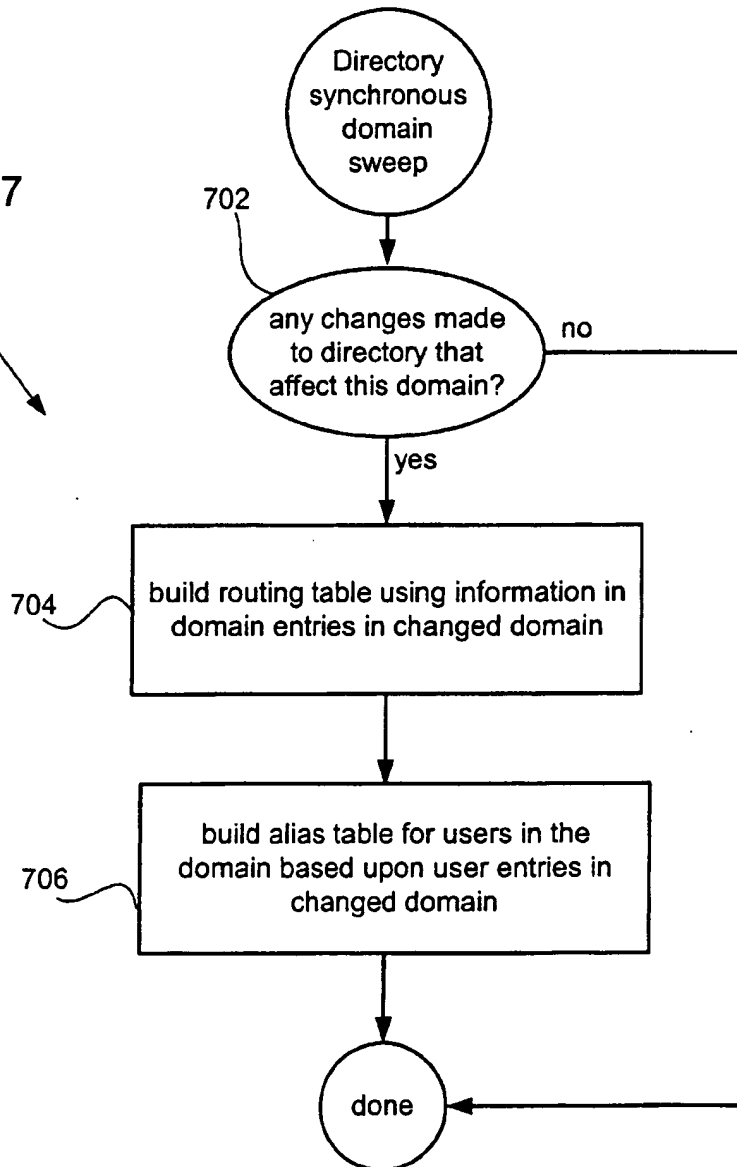 Directory
synchronous
domain
sweep
7
702
any changes made
to directory that
affect this domain?
no
yes
704
build routing table using information in
domain entries in changed domain
706
build alias table for users in the
domain based upon user entries in
changed domain
done